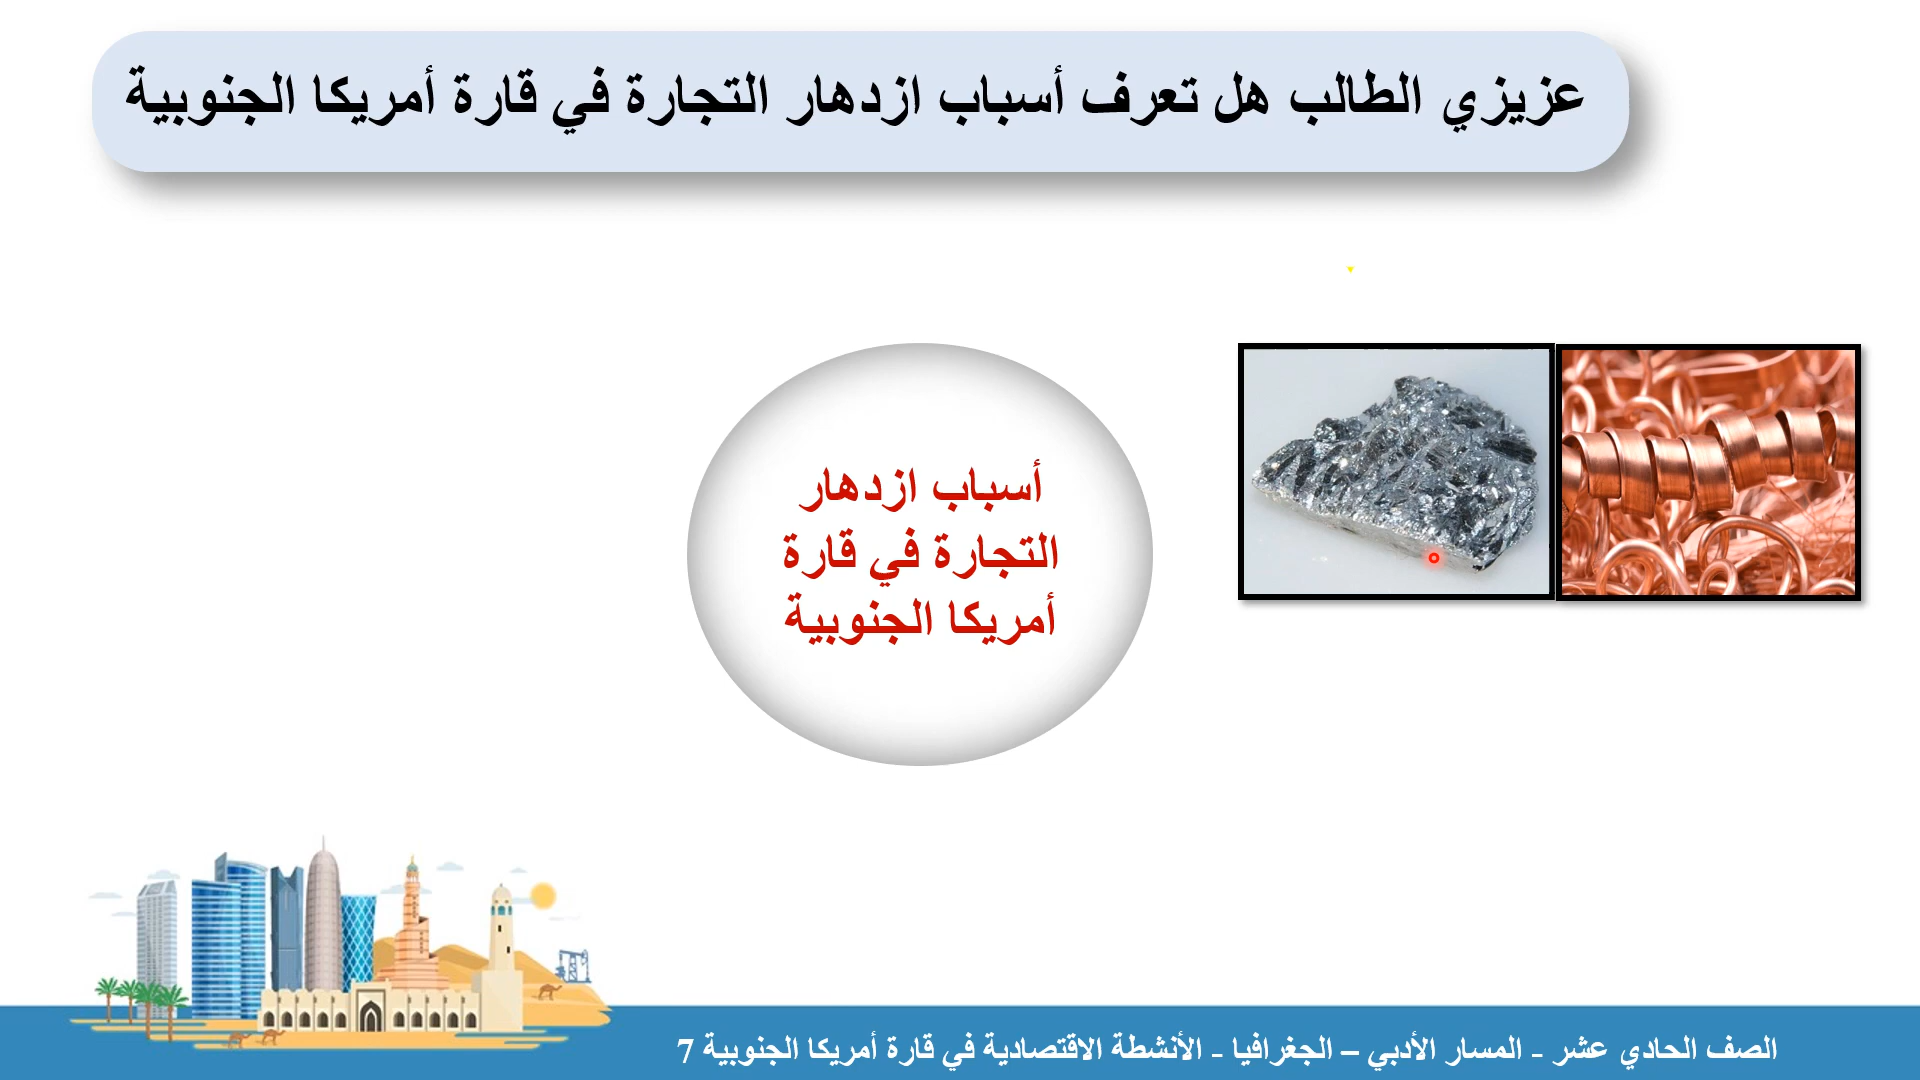 عزيزي الطالب هل تعرف أسباب ازدهار التجارة في قارة أمريكا الجنوبية
أسباب ازدهار
التجارة في قارة
أمريكا الجنوبية
الصف الحادي عشر - المسار الأدبي – الجغرافيا - الأنشطة الاقتصادية في قارة أمريكا الجنوبية 7